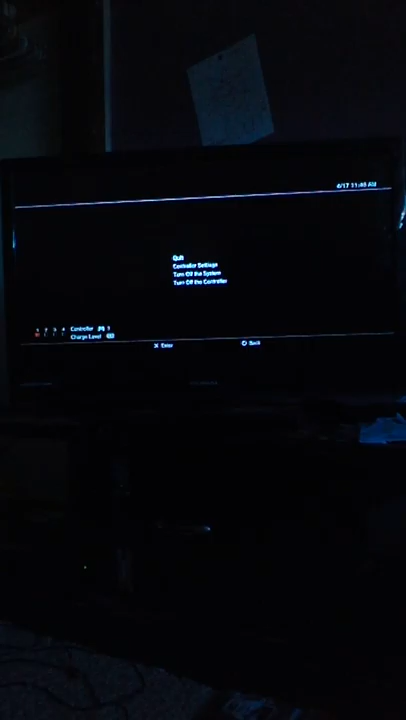 4/17 11:48 AM
Quit
Controller Settings
Turn Off the System
Turn Off the Controller
1 2 3 4 Controller 1
Charge Level
X Enter
O Back